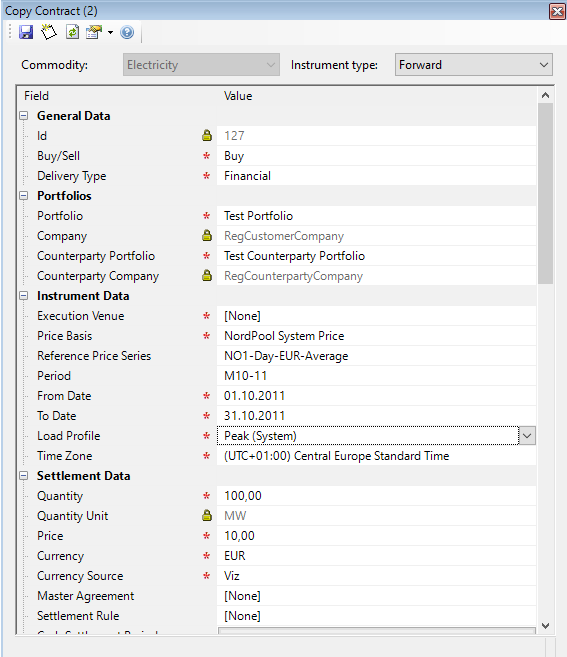 Copy Contract (2)
Commodity: Electricity Instrument type: Forward
Field Value
General Data
Id 127
Buy/Sell * Buy
Delivery Type * Financial
Portfolios
Portfolio * Test Portfolio
Company RegCustomerCompany
Counterparty Portfolio * Test Counterparty Portfolio
Counterparty Company RegCounterpartyCompany
Instrument Data
Execution Venue * [None]
Price Basis * NordPool System Price
Reference Price Series NO1-Day-EUR-Average
Period M10-11
From Date * 01.10.2011
To Date * 31.10.2011
Load Profile * Peak (System)
Time Zone * (UTC+01:00) Central Europe Standard Time
Settlement Data
Quantity * 100,00
Quantity Unit MW
Price * 10,00
Currency * EUR
Currency Source * Viz
Master Agreement [None]
Settlement Rule [None]